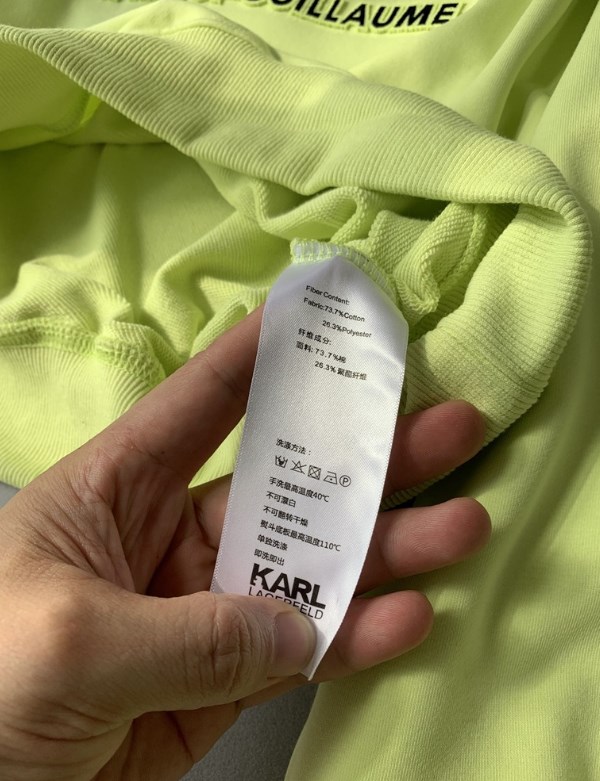 GUILLAUME
Fiber Content:
Fabric:73.7%Cotton
26.3%Polyester
纤维成分:
面料:73.7%棉
26.3%聚酯纤维
洗涤方法:
P
手洗最高温度40℃
不可漂白
不可翻转干燥
熨斗底板最高温度110℃
单独洗涤
即洗即出
KARL
LAGERFELD